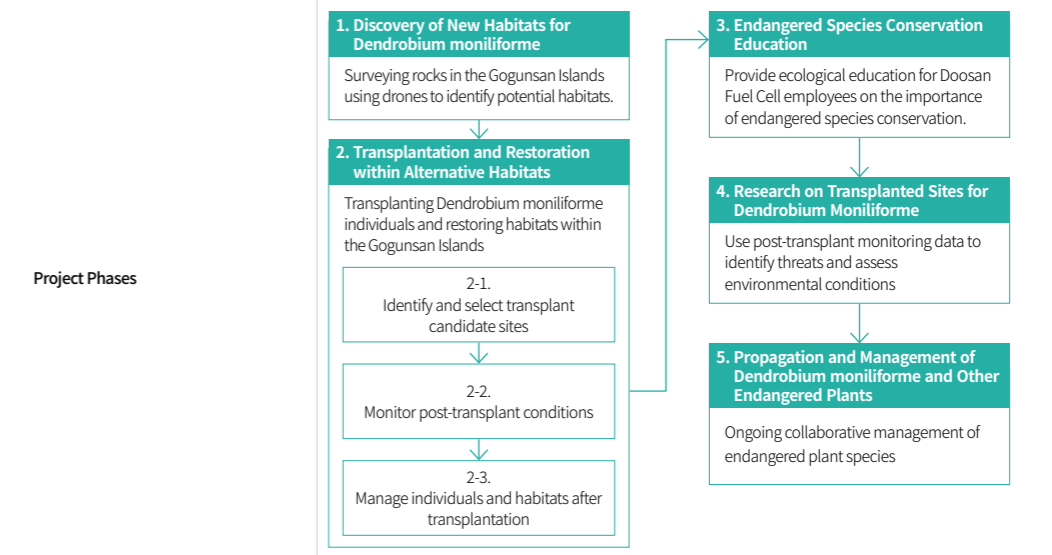 Project Phases
1. Discovery of New Habitats for
Dendrobium moniliforme
Surveying rocks in the Gogunsan Islands
using drones to identify potential habitats.
2. Transplantation and Restoration
within Alternative Habitats
Transplanting Dendrobium moniliforme
individuals and restoring habitats within
the Gogunsan Islands
2-1.
Identify and select transplant
candidate sites
2-2.
Monitor post-transplant conditions
2-3.
Manage individuals and habitats after
transplantation
3. Endangered Species Conservation
Education
Provide ecological education for Doosan
Fuel Cell employees on the importance
of endangered species conservation.
4. Research on Transplanted Sites for
Dendrobium Moniliforme
Use post-transplant monitoring data to
identify threats and assess
environmental conditions
5. Propagation and Management of
Dendrobium moniliforme and Other
Endangered Plants
Ongoing collaborative management of
endangered plant species